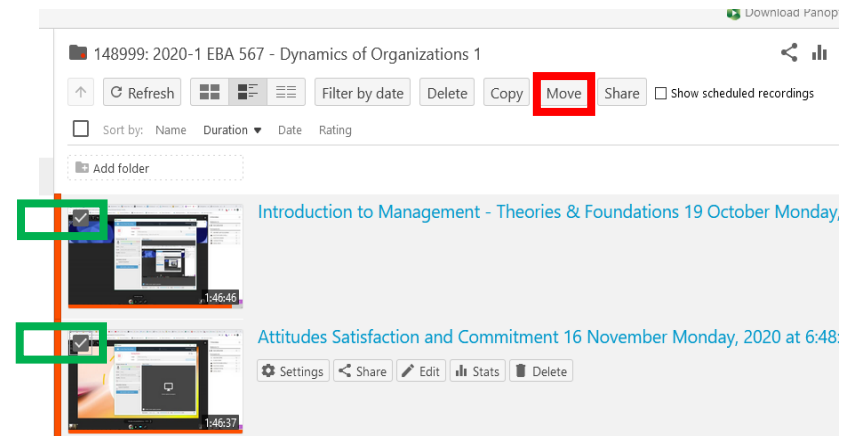 Download Panop
148999: 2020-1 EBA 567 - Dynamics of Organizations 1
Refresh Filter by date Delete Copy Move Share Show scheduled recordings
Sort by: Name Duration Date Rating
Add folder
Introduction to Management - Theories & Foundations 19 October Monday,
1:46:46
Attitudes Satisfaction and Commitment 16 November Monday, 2020 at 6:48:
Settings Share Edit Stats Delete
1:46:37